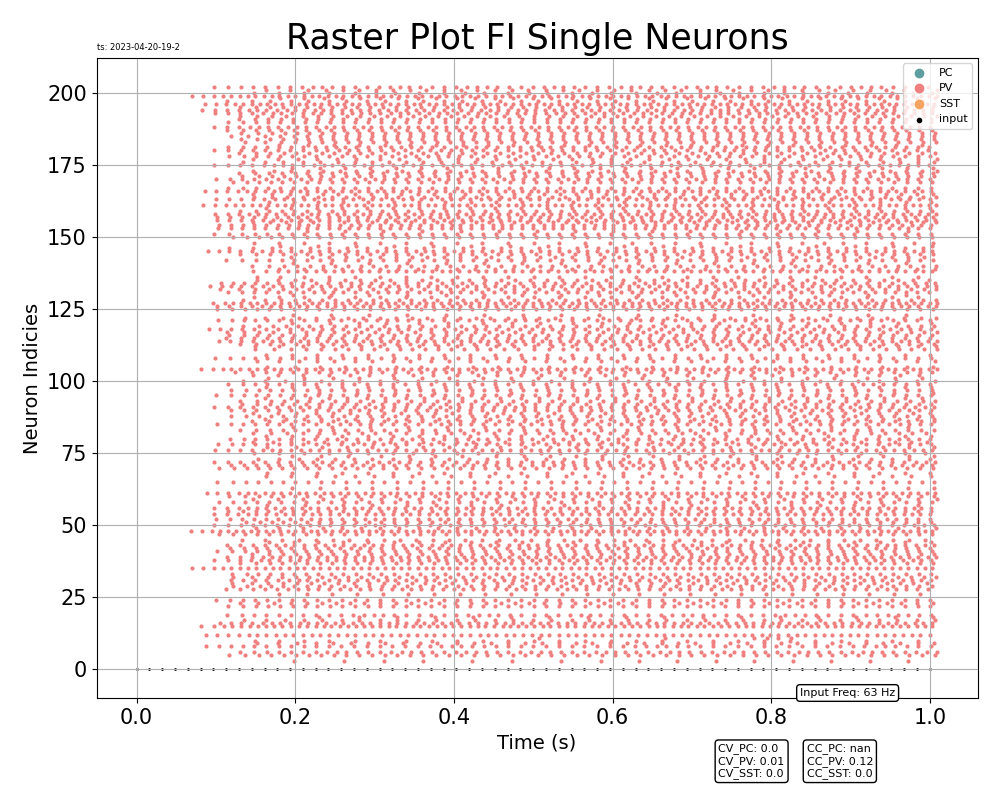 Raster Plot FI Single Neurons
ts: 2023-04-20-19-2
PC
PV
SST
input
200
175
150
125
100
75
50
25
0
Neuron Indicies
0.0 0.2 0.4 0.6 0.8 1.0
Time (s)
Input Freq: 63 Hz
CV_PC: 0.0
CV_PV: 0.01
CV_SST: 0.0
CC_PC: nan
CC_PV: 0.12
CC_SST: 0.0